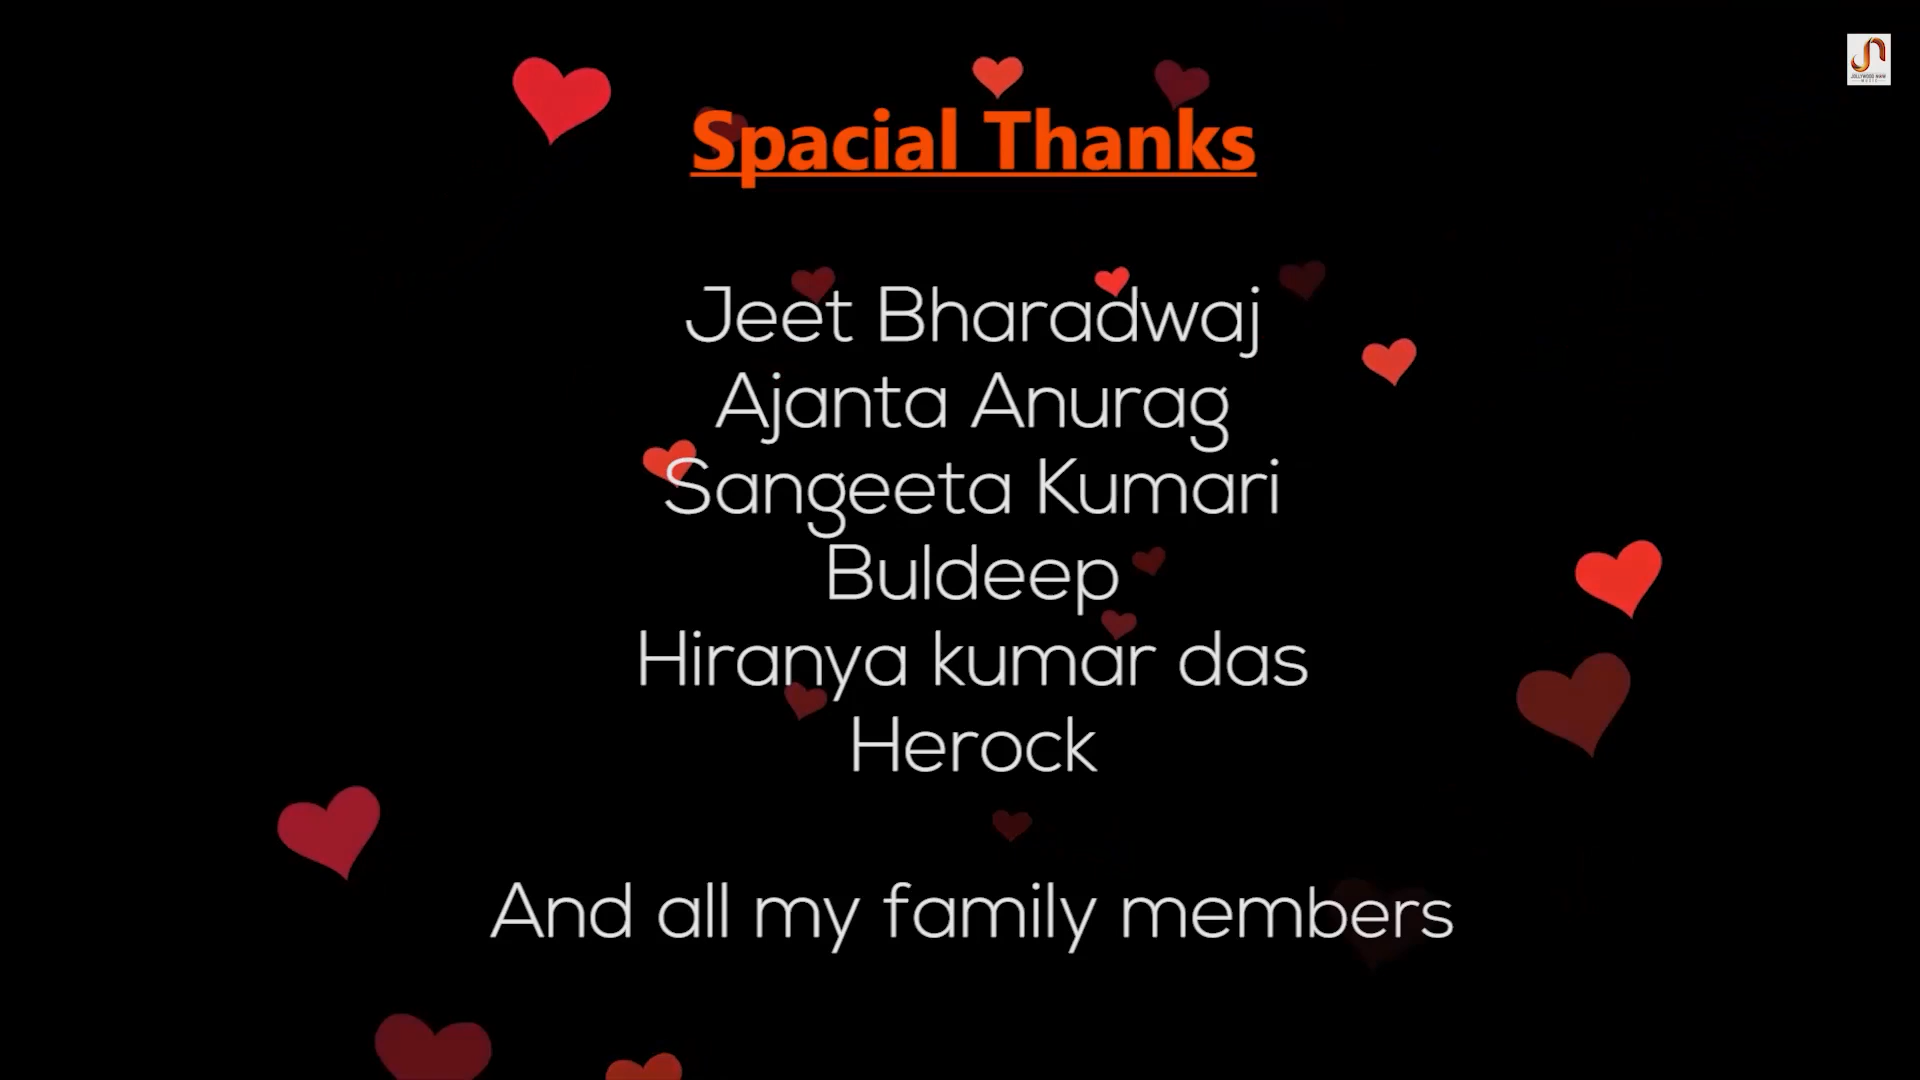 Spacial Thanks
Jeet Bharadwaj
Ajanta Anurag
Sangeeta Kumari
Buldeep
Hiranya kumar das
Herock
And all my family members